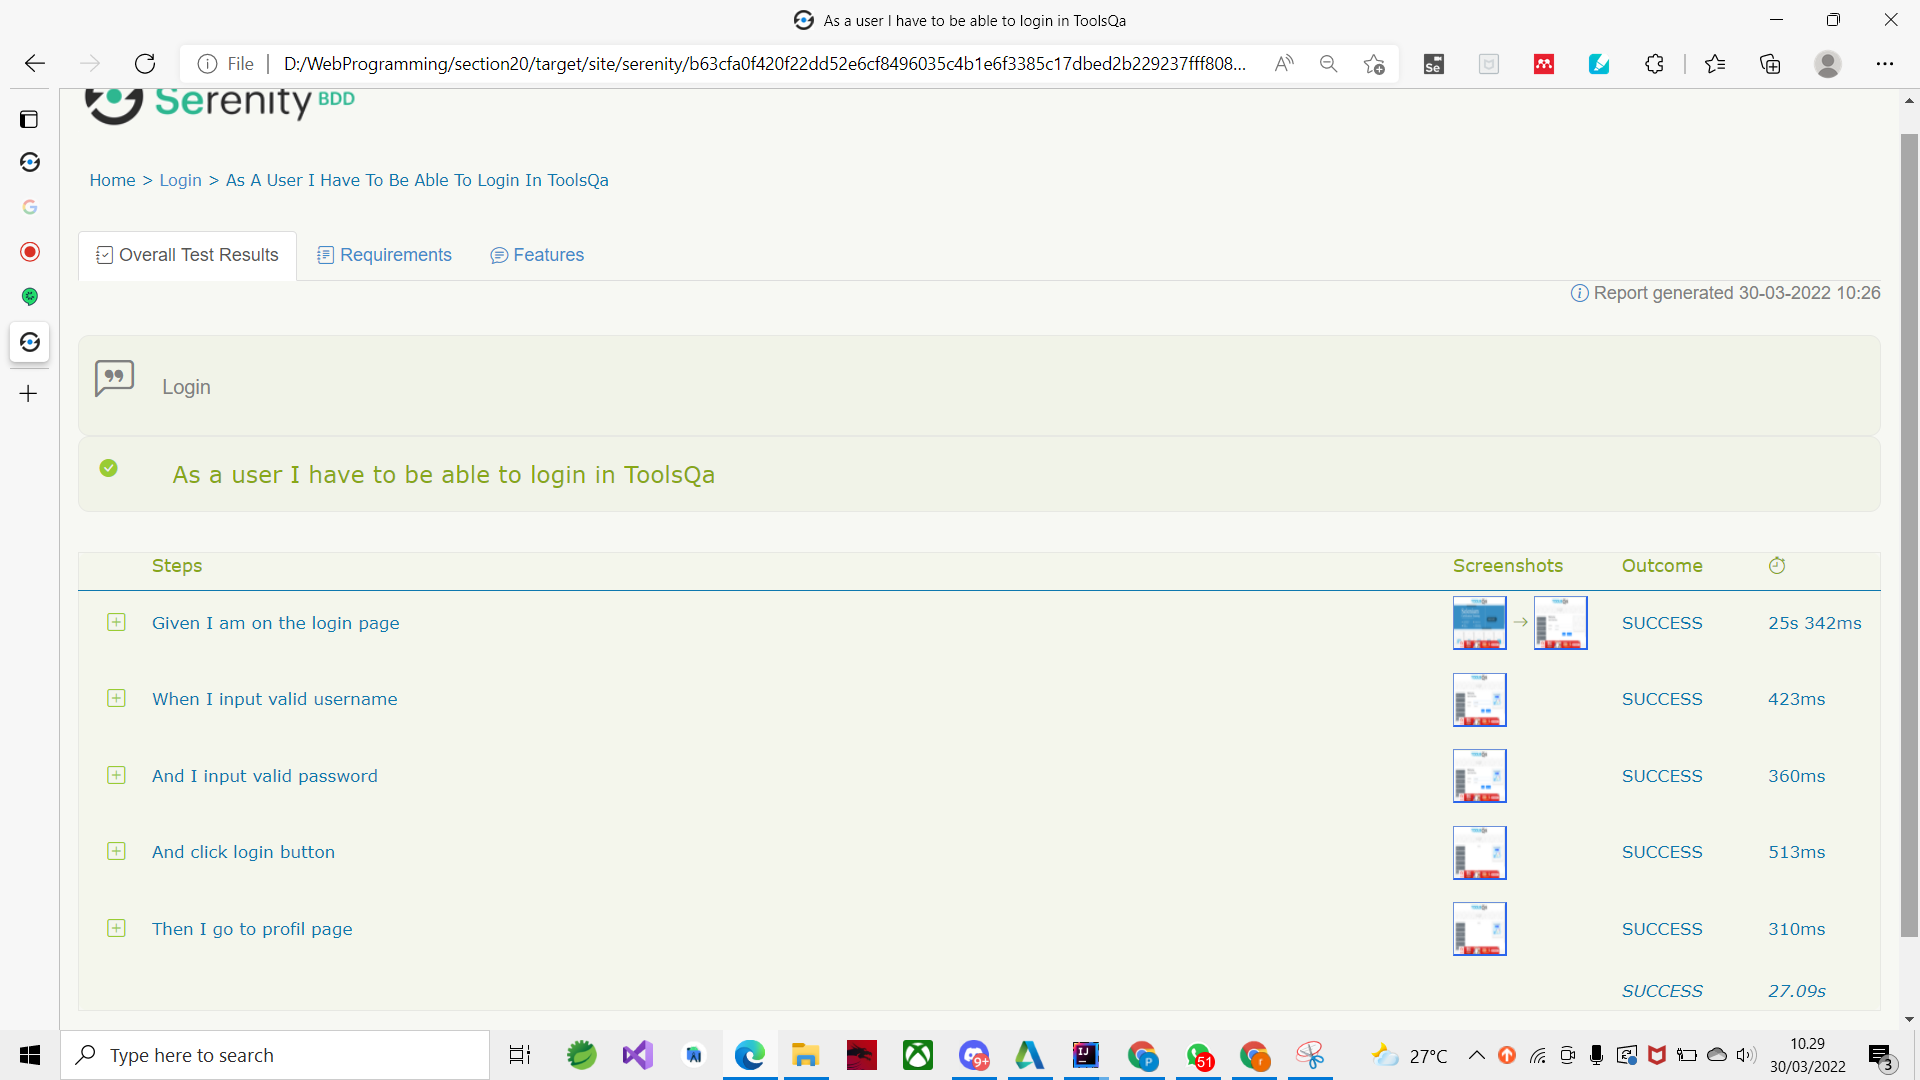 As a user I have to be able to login in ToolsQa
File
D:/WebProgramming/section20/target/site/serenity/b63cfa0f420f22dd52e6cf8496035c4b1e6f3385c17dbed2b229237fff808...
Serenity BDD
Home > Login > As A User I Have To Be Able To Login In ToolsQa
Overall Test Results
Requirements
Features
Report generated 30-03-2022 10:26
Login
As a user I have to be able to login in ToolsQa
Steps Screenshots Outcome
Given I am on the login page SUCCESS 25s 342ms
When I input valid username SUCCESS 423ms
And I input valid password SUCCESS 360ms
And click login button SUCCESS 513ms
Then I go to profil page SUCCESS 310ms
SUCCESS 27.09s
Type here to search
9+
51
27°C
10.29
30/03/2022
3